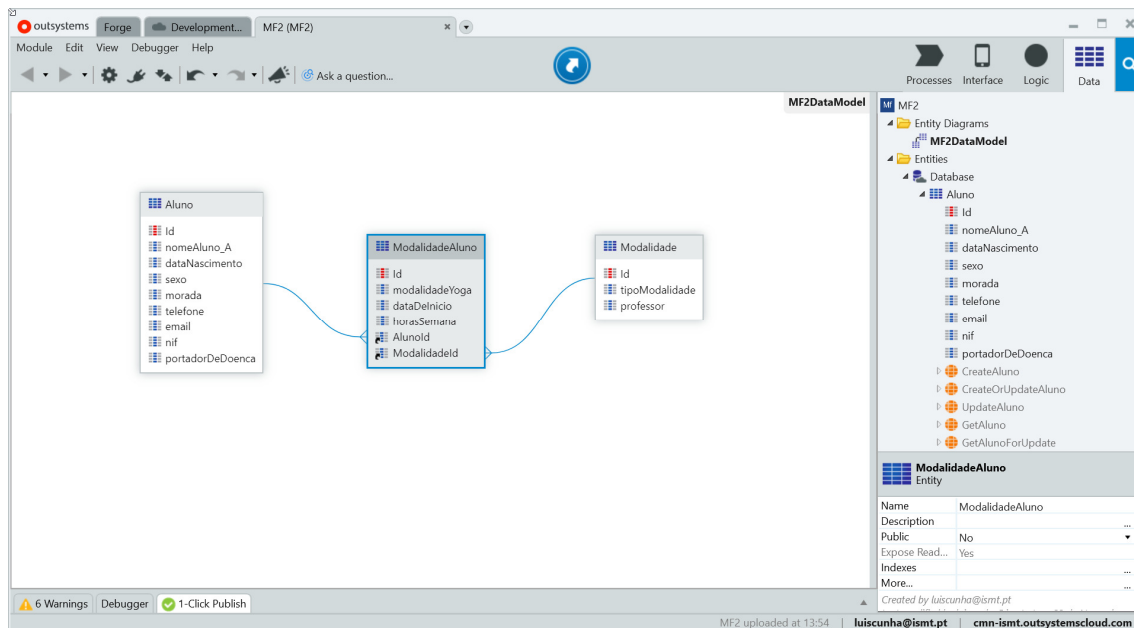 outsystems Forge Development... MF2 (MF2)
Module Edit View Debugger Help
Ask a question...
Processes Interface Logic Data
MF2DataModel
Aluno
Id
nomeAluno_A
dataNascimento
sexo
morada
telefone
email
nif
portadorDeDoenca
ModalidadeAluno
Id
modalidadeYoga
dataDeInicio
horasSemana
AlunoId
ModalidadeId
Modalidade
Id
tipoModalidade
professor
MF2
Entity Diagrams
MF2DataModel
Entities
Database
Aluno
Id
nomeAluno_A
dataNascimento
sexo
morada
telefone
email
nif
portadorDeDoenca
CreateAluno
CreateOrUpdateAluno
UpdateAluno
GetAluno
GetAlunoForUpdate
ModalidadeAluno
Entity
Name ModalidadeAluno
Description ...
Public No
Expose Read... Yes
Indexes ...
More... ...
Created by luiscunha@ismt.pt
6 Warnings Debugger 1-Click Publish
MF2 uploaded at 13:54 | luiscunha@ismt.pt | cmn-ismt.outsystemscloud.com